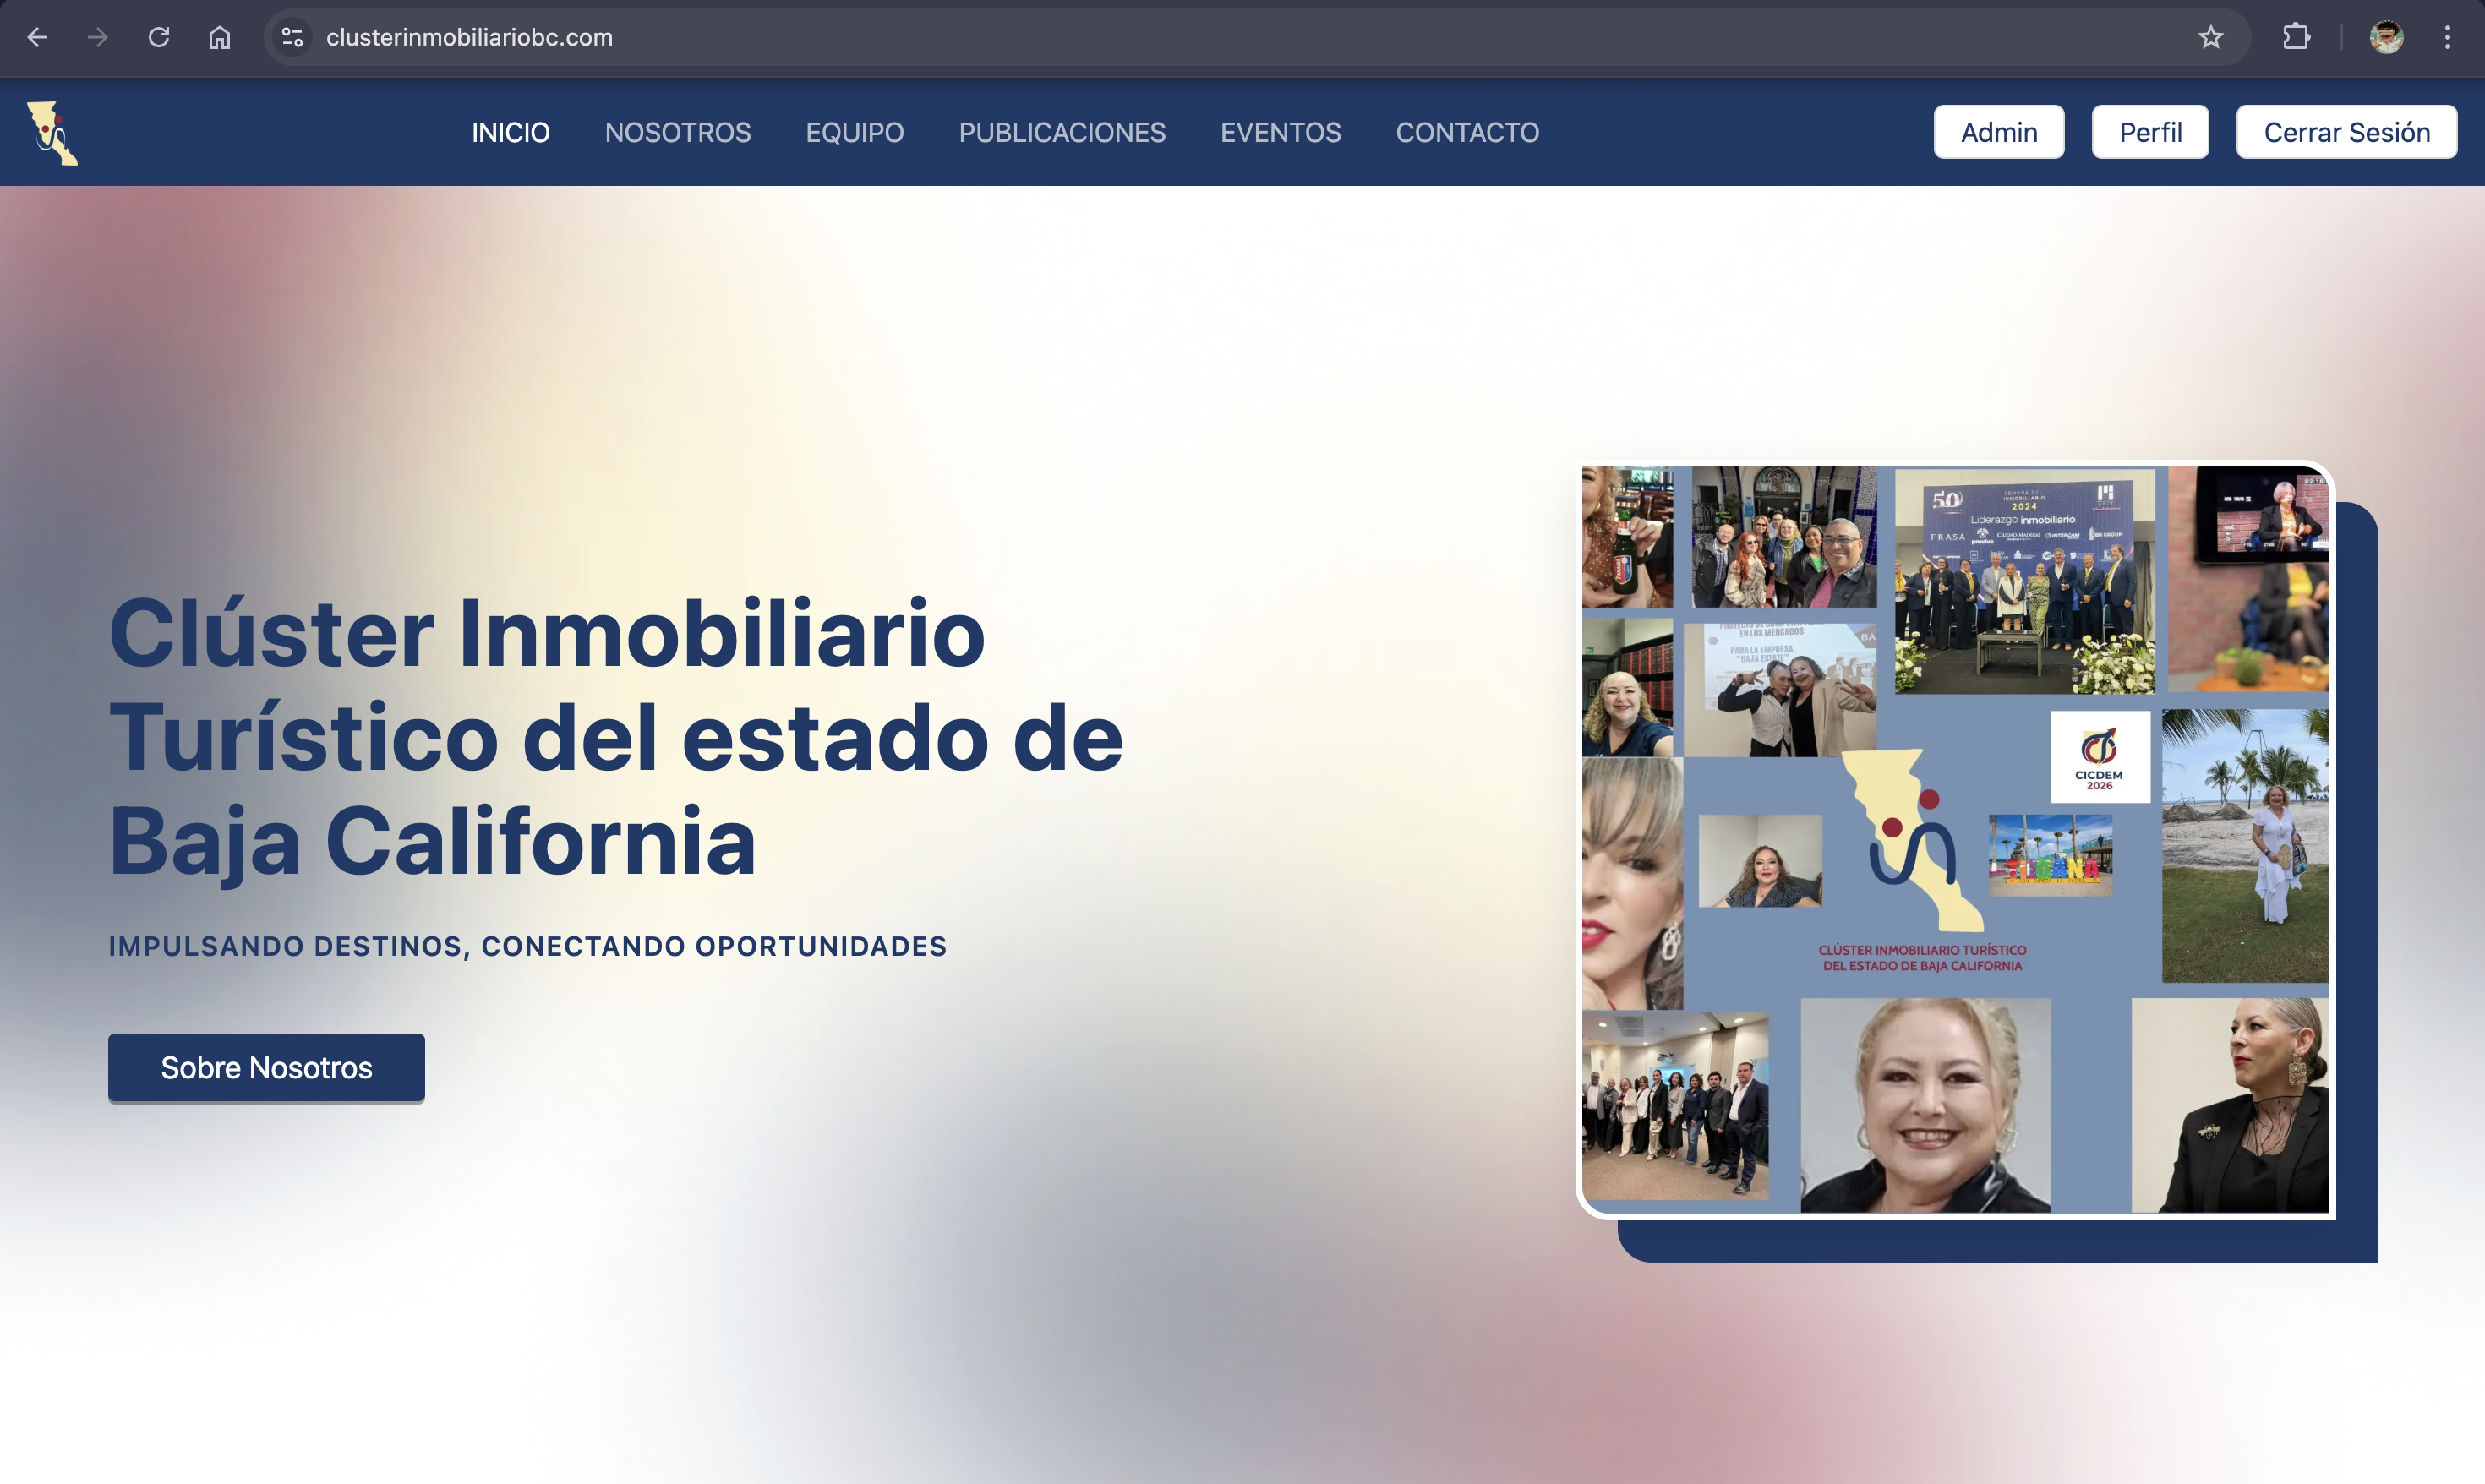 clusterinmobiliariobc.com
INICIO
NOSOTROS
EQUIPO
PUBLICACIONES
EVENTOS
CONTACTO
Admin
Perfil
Cerrar Sesión
Clúster Inmobiliario
Turístico del estado de
Baja California
IMPULSANDO DESTINOS, CONECTANDO OPORTUNIDADES
Sobre Nosotros
50
SEMANA DEL
INMOBILIARIO
2024
Liderazgo inmobiliario
FRASA
EN LOS MERCADOS
PARA LA EMPRESA
"BAJA ESTATE"
BA
CICDEM
2026
TIJUANA
CLÚSTER INMOBILIARIO TURÍSTICO
DEL ESTADO DE BAJA CALIFORNIA